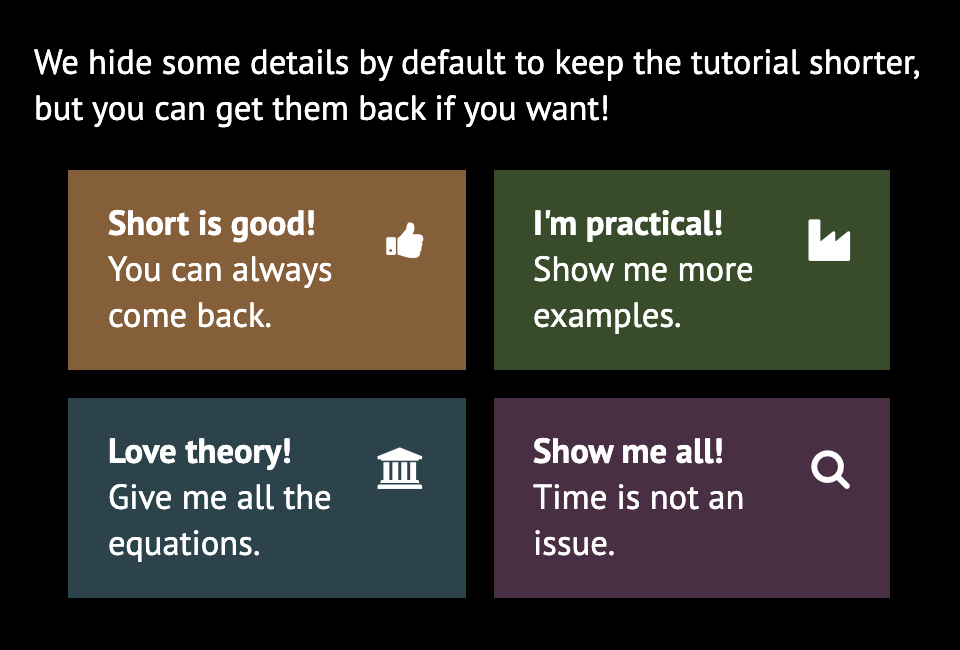 We hide some details by default to keep the tutorial shorter,
but you can get them back if you want!
Short is good!
You can always
come back.
I'm practical!
Show me more
examples.
Love theory!
Give me all the
equations.
Show me all!
Time is not an
issue.